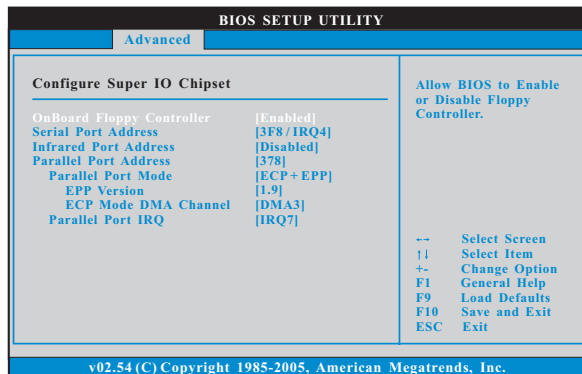 BIOS SETUP UTILITY
Advanced
Configure Super IO Chipset
OnBoard Floppy Controller [Enabled]
Serial Port Address [3F8 / IRQ4]
Infrared Port Address [Disabled]
Parallel Port Address [378]
Parallel Port Mode [ECP + EPP]
EPP Version [1.9]
ECP Mode DMA Channel [DMA3]
Parallel Port IRQ [IRQ7]
Allow BIOS to Enable
or Disable Floppy
Controller.
←→ Select Screen
↑↓ Select Item
+- Change Option
F1 General Help
F9 Load Defaults
F10 Save and Exit
ESC Exit
v02.54 (C) Copyright 1985-2005, American Megatrends, Inc.